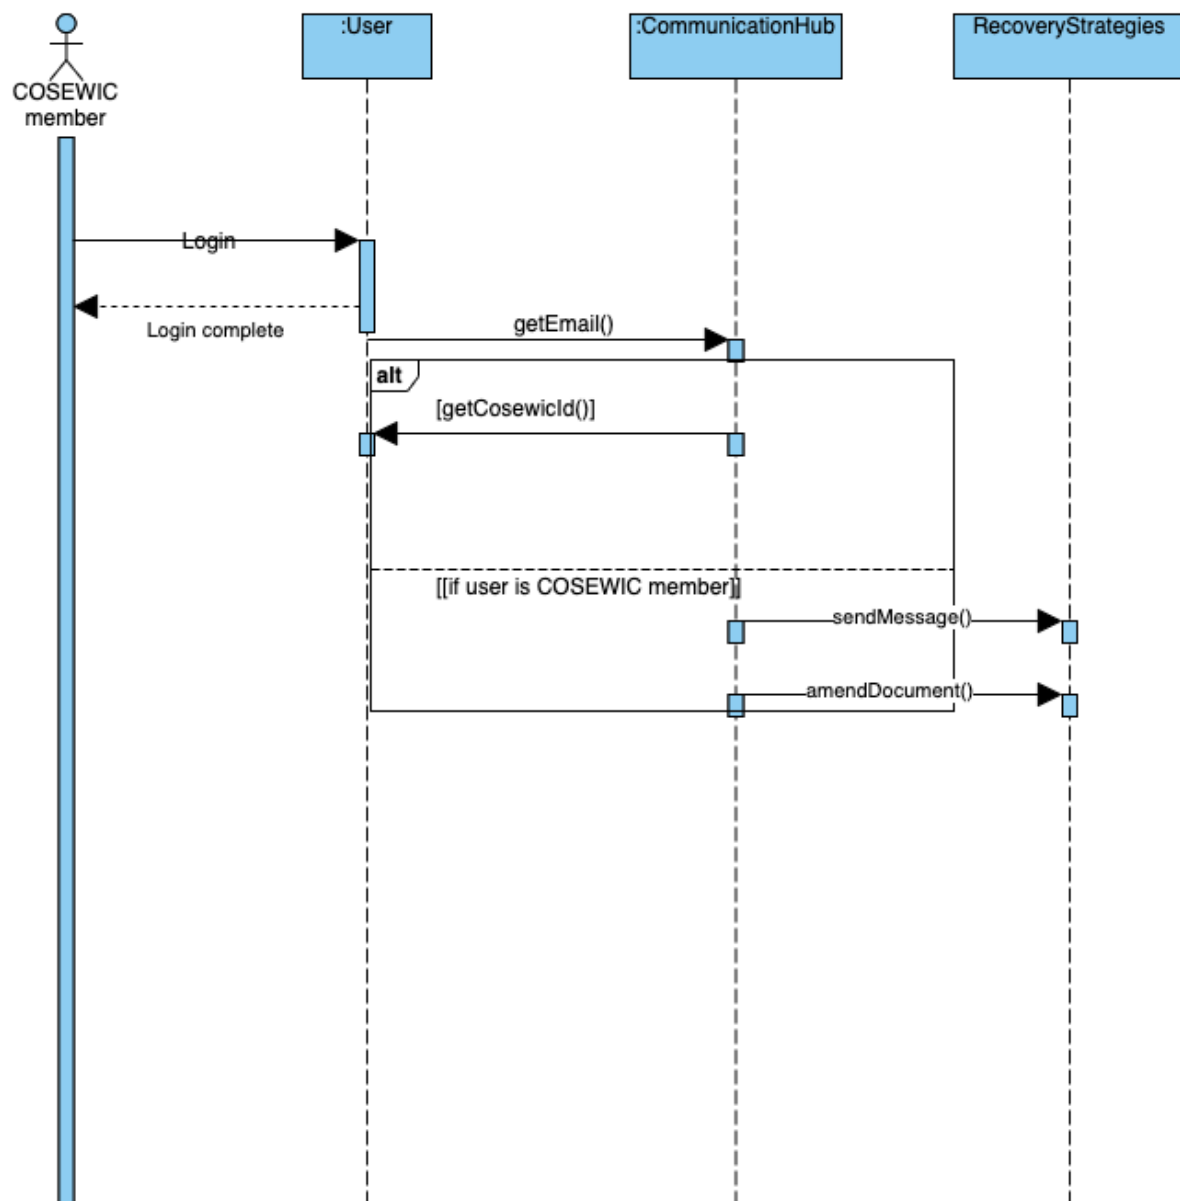 COSEWIC
member
:User
:CommunicationHub
RecoveryStrategies
Login
Login complete
getEmail()
alt
[getCosewicId()]
[[if user is COSEWIC member]]
sendMessage()
amendDocument()